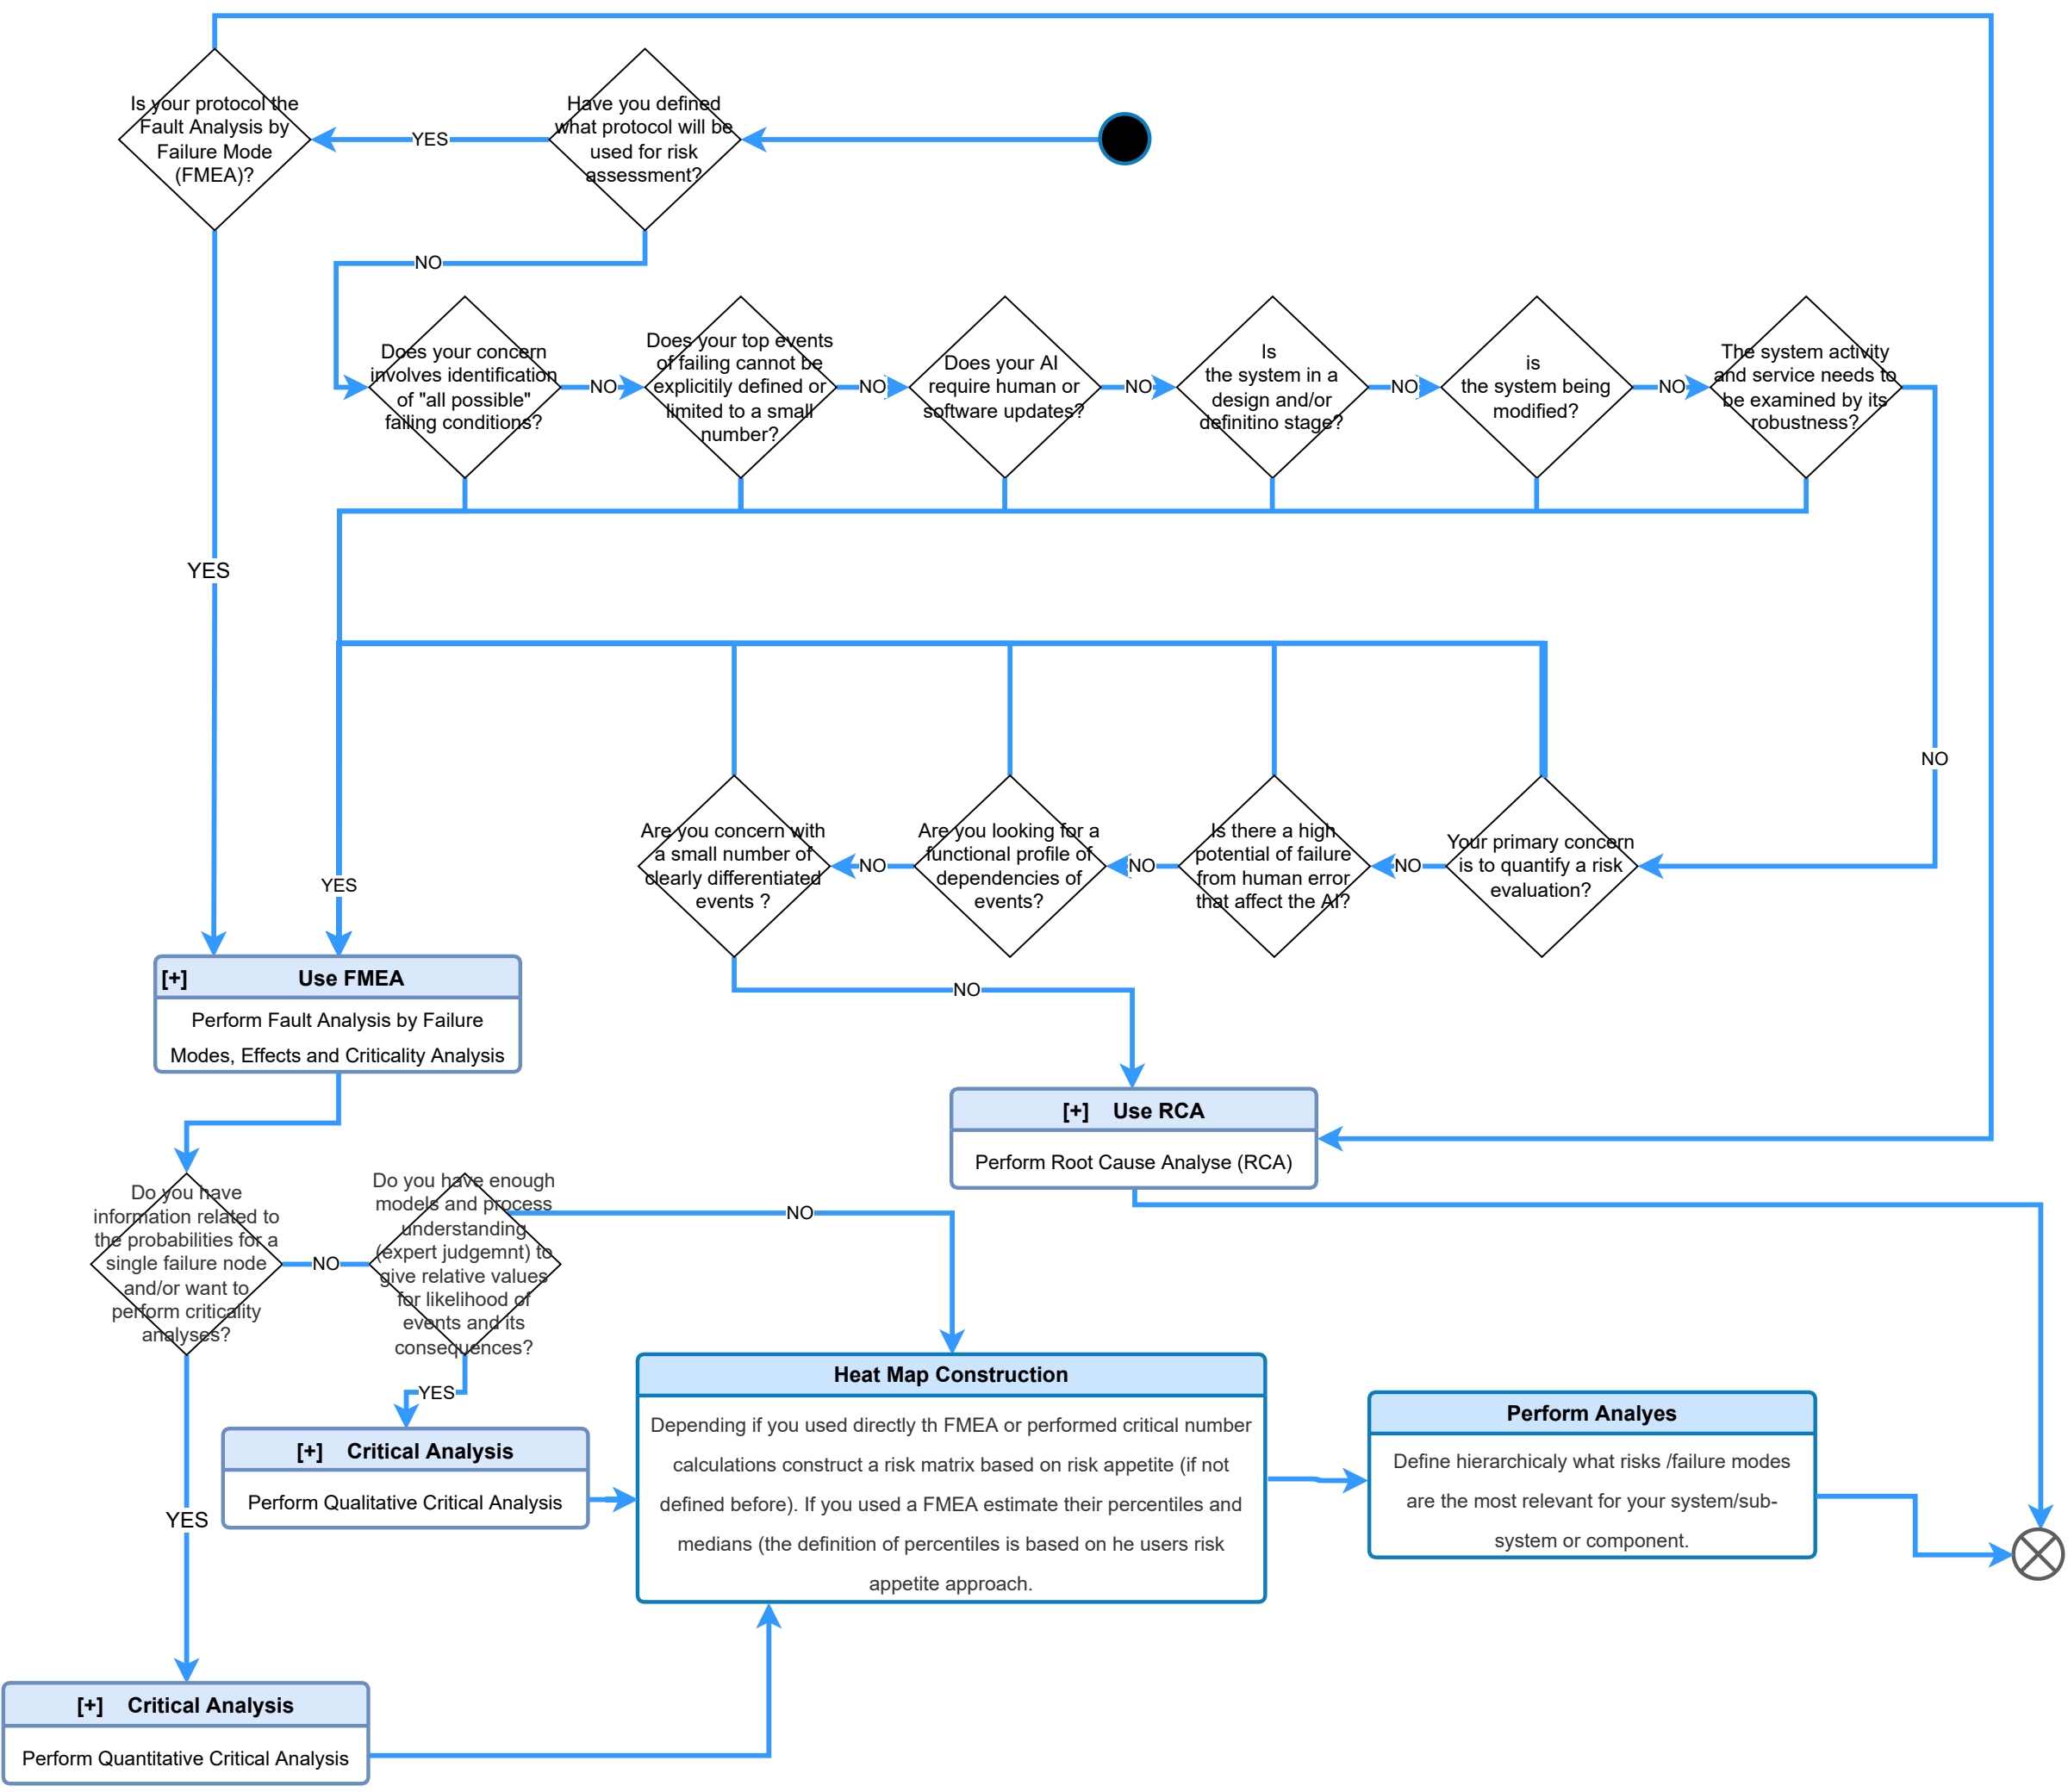 Is your protocol the
Fault Analysis by
Failure Mode
(FMEA)?
YES
Have you defined
what protocol will be
used for risk
assessment?
NO
Does your concern
involves identification
of "all possible"
failing conditions?
NO
Does your top events
of failing cannot be
explicitily defined or
limited to a small
number?
NO
Does your AI
require human or
software updates?
NO
Is
the system in a
design and/or
definitino stage?
NO
is
the system being
modified?
NO
The system activity
and service needs to
be examined by its
robustness?
YES
NO
Are you concern with
a small number of
clearly differentiated
events ?
NO
Are you looking for a
functional profile of
dependencies of
events?
NO
Is there a high
potential of failure
from human error
that affect the AI?
NO
Your primary concern
is to quantify a risk
evaluation?
YES
[+] Use FMEA
Perform Fault Analysis by Failure
Modes, Effects and Criticality Analysis
NO
[+] Use RCA
Perform Root Cause Analyse (RCA)
Do you have
information related to
the probabilities for a
single failure node
and/or want to
perform criticality
analyses?
NO
Do you have enough
models and process
understanding
(expert judgemnt) to
give relative values
for likelihood of
events and its
consequences?
NO
YES
[+] Critical Analysis
Perform Qualitative Critical Analysis
Heat Map Construction
Depending if you used directly th FMEA or performed critical number
calculations construct a risk matrix based on risk appetite (if not
defined before). If you used a FMEA estimate their percentiles and
medians (the definition of percentiles is based on he users risk
appetite approach.
Perform Analyes
Define hierarchicaly what risks /failure modes
are the most relevant for your system/sub-
system or component.
YES
[+] Critical Analysis
Perform Quantitative Critical Analysis